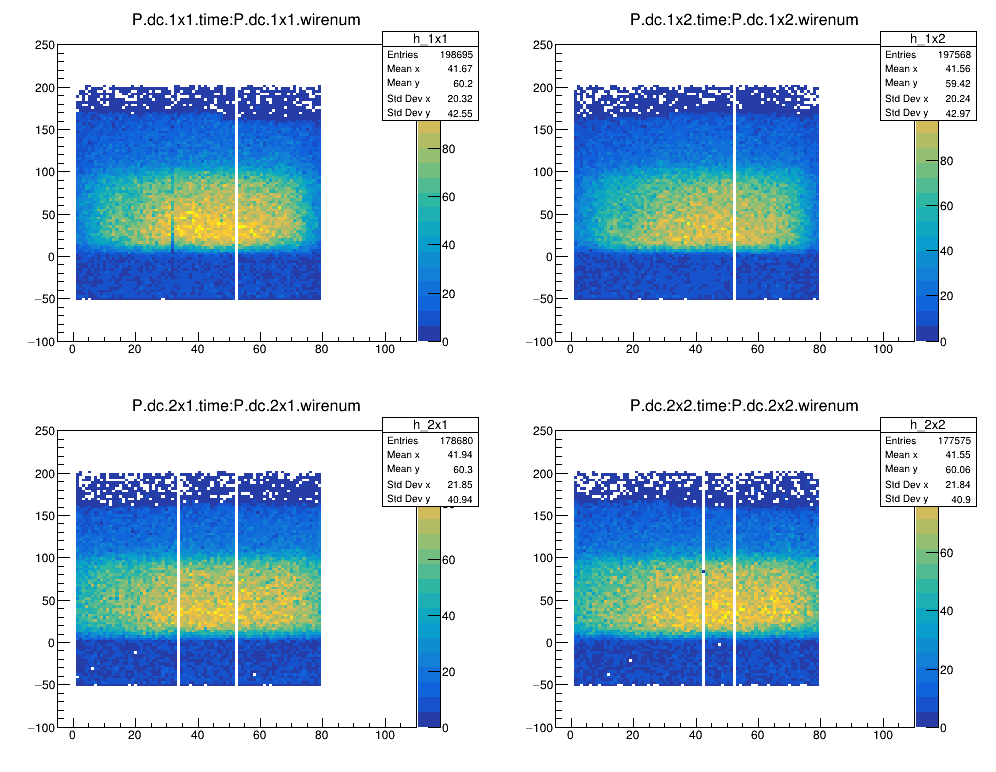 P.dc.1x1.time:P.dc.1x1.wirenum
h_1x1
Entries 198695
Mean x 41.67
Mean y 60.2
Std Dev x 20.32
Std Dev y 42.55
250
200
150
100
50
0
−50
−100
0 20 40 60 80 100
80
60
40
20
0
P.dc.1x2.time:P.dc.1x2.wirenum
h_1x2
Entries 197568
Mean x 41.56
Mean y 59.42
Std Dev x 20.24
Std Dev y 42.97
250
200
150
100
50
0
−50
−100
0 20 40 60 80 100
80
60
40
20
0
P.dc.2x1.time:P.dc.2x1.wirenum
h_2x1
Entries 178680
Mean x 41.94
Mean y 60.3
Std Dev x 21.85
Std Dev y 40.94
250
200
150
100
50
0
−50
−100
0 20 40 60 80 100
60
40
20
0
P.dc.2x2.time:P.dc.2x2.wirenum
h_2x2
Entries 177575
Mean x 41.55
Mean y 60.06
Std Dev x 21.84
Std Dev y 40.9
250
200
150
100
50
0
−50
−100
0 20 40 60 80 100
60
40
20
0